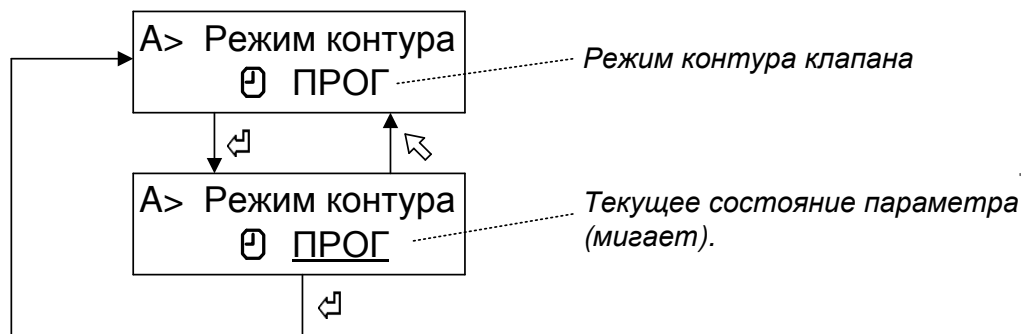 А> Режим контура
ПРОГ
Режим контура клапана
А> Режим контура
ПРОГ
Текущее состояние параметра
(мигает).